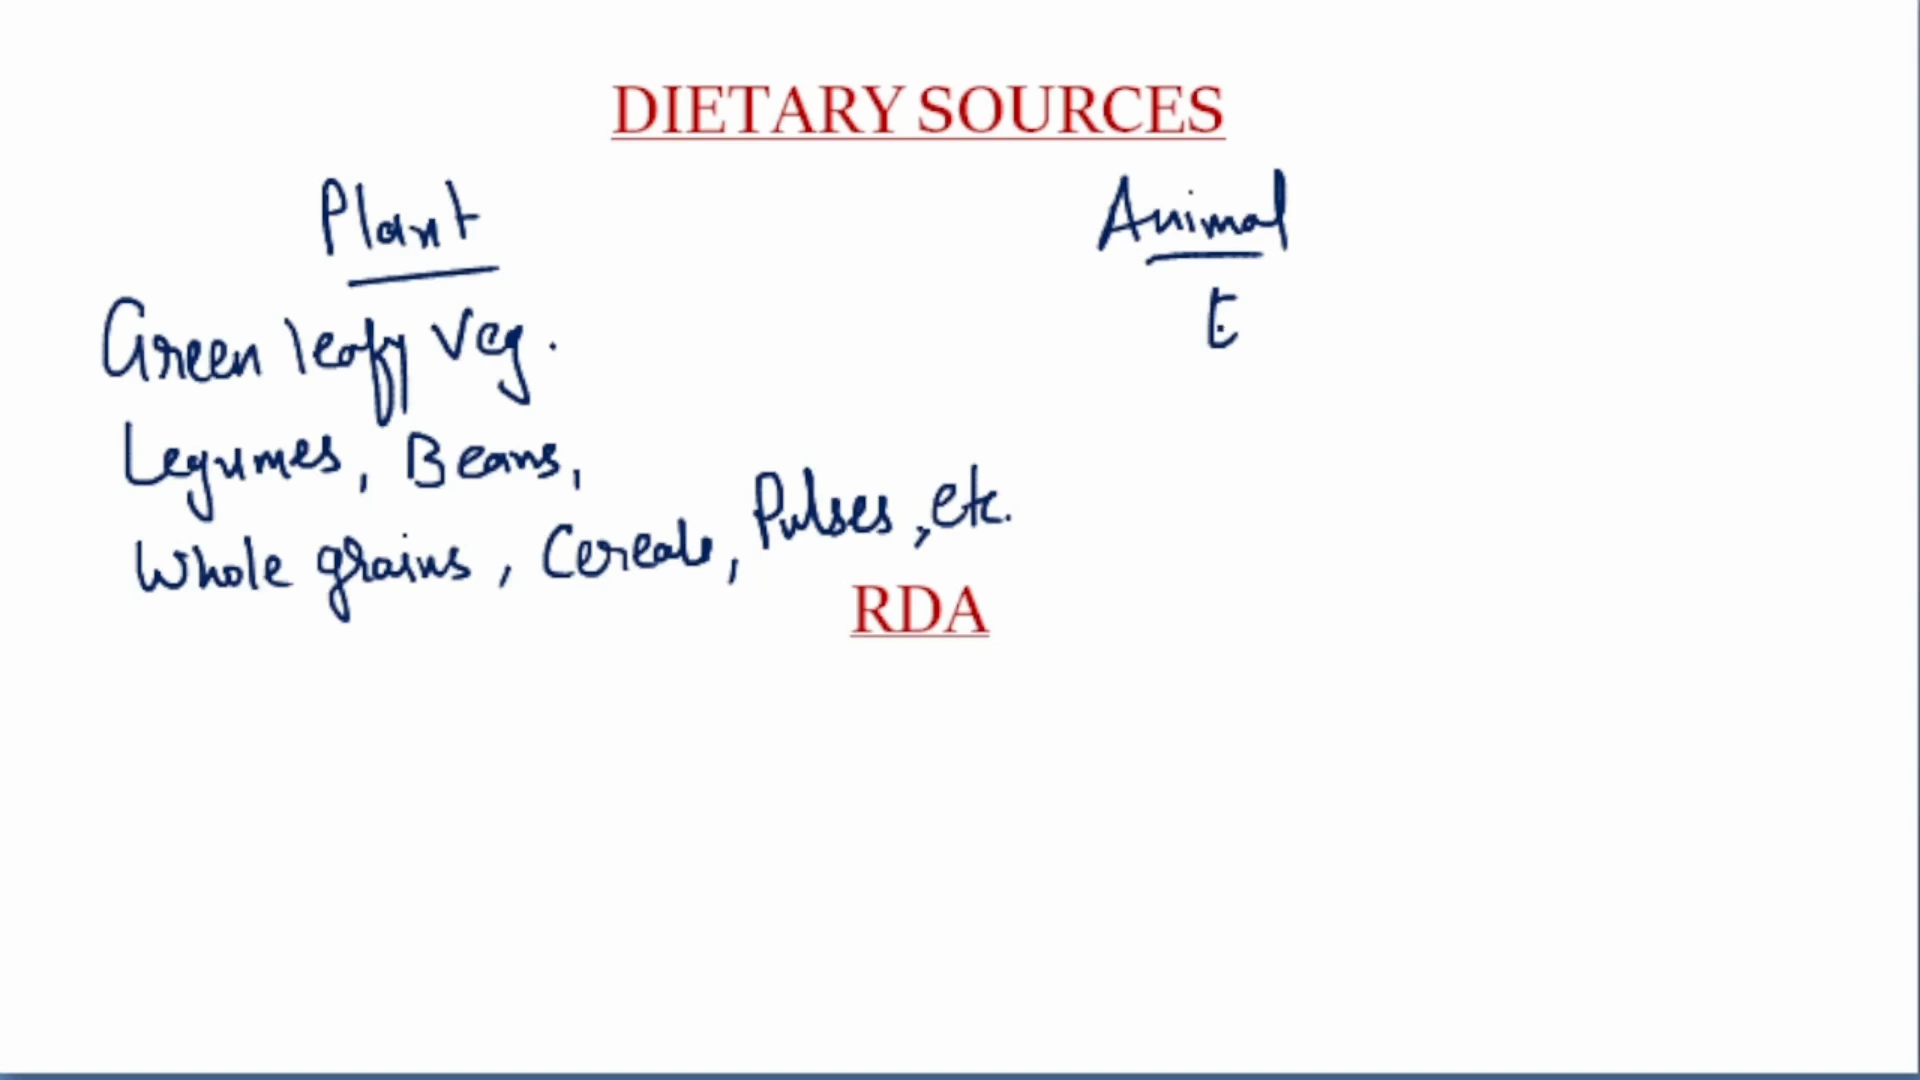 DIETARY SOURCES
Plant
Animal
Green leafy Veg.
E
Legumes, Beans,
Whole grains, Cereals, Pulses, etc.
RDA